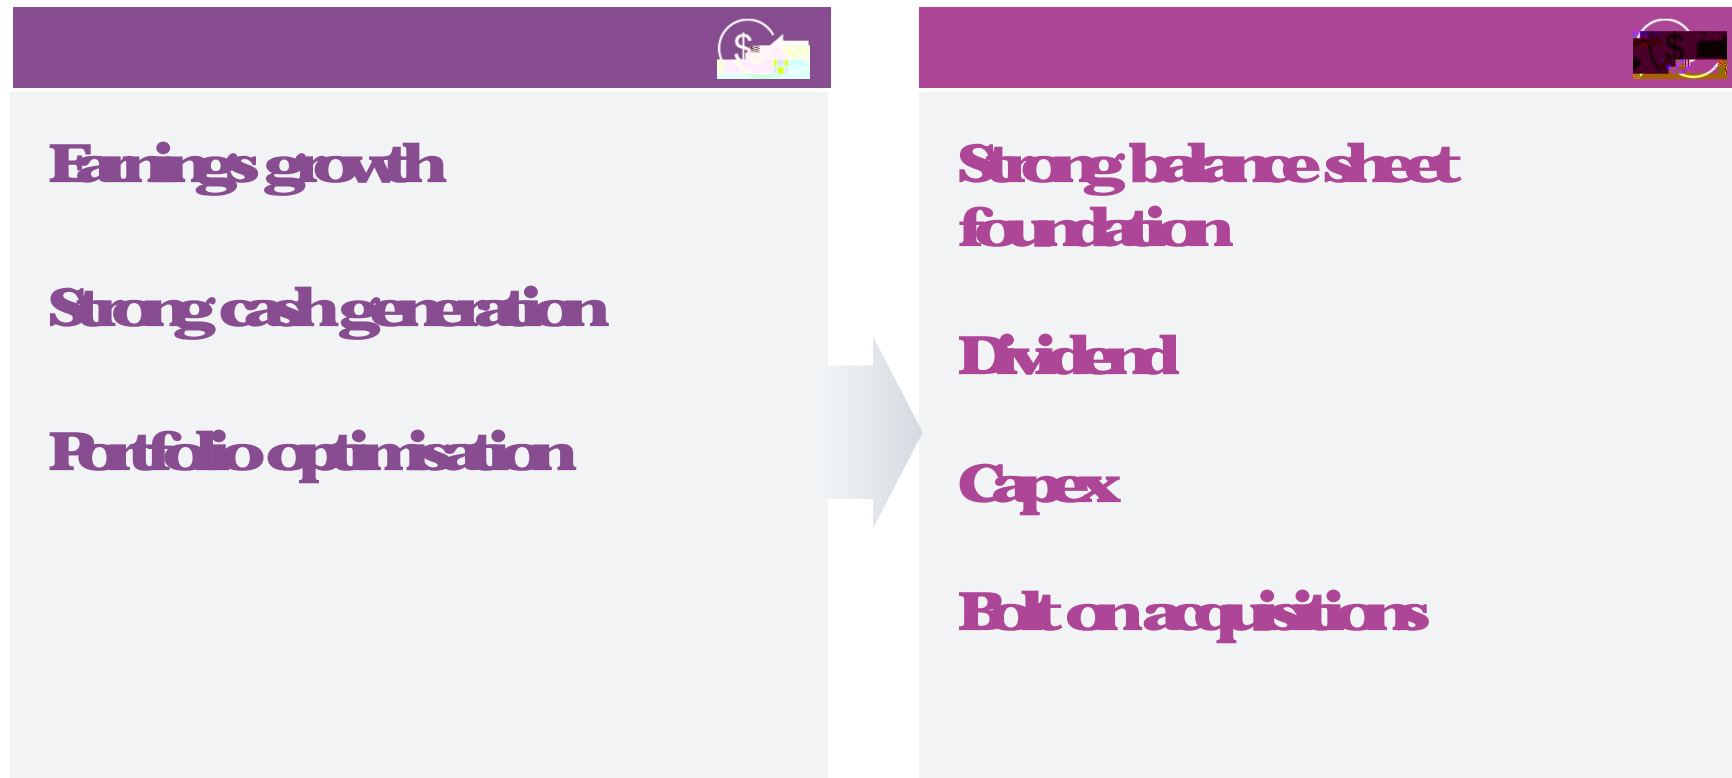 Earnings growth
Strong cash generation
Portfolio optimisation
Strong balance sheet
foundation
Dividend
Capex
Bolt on acquisitions